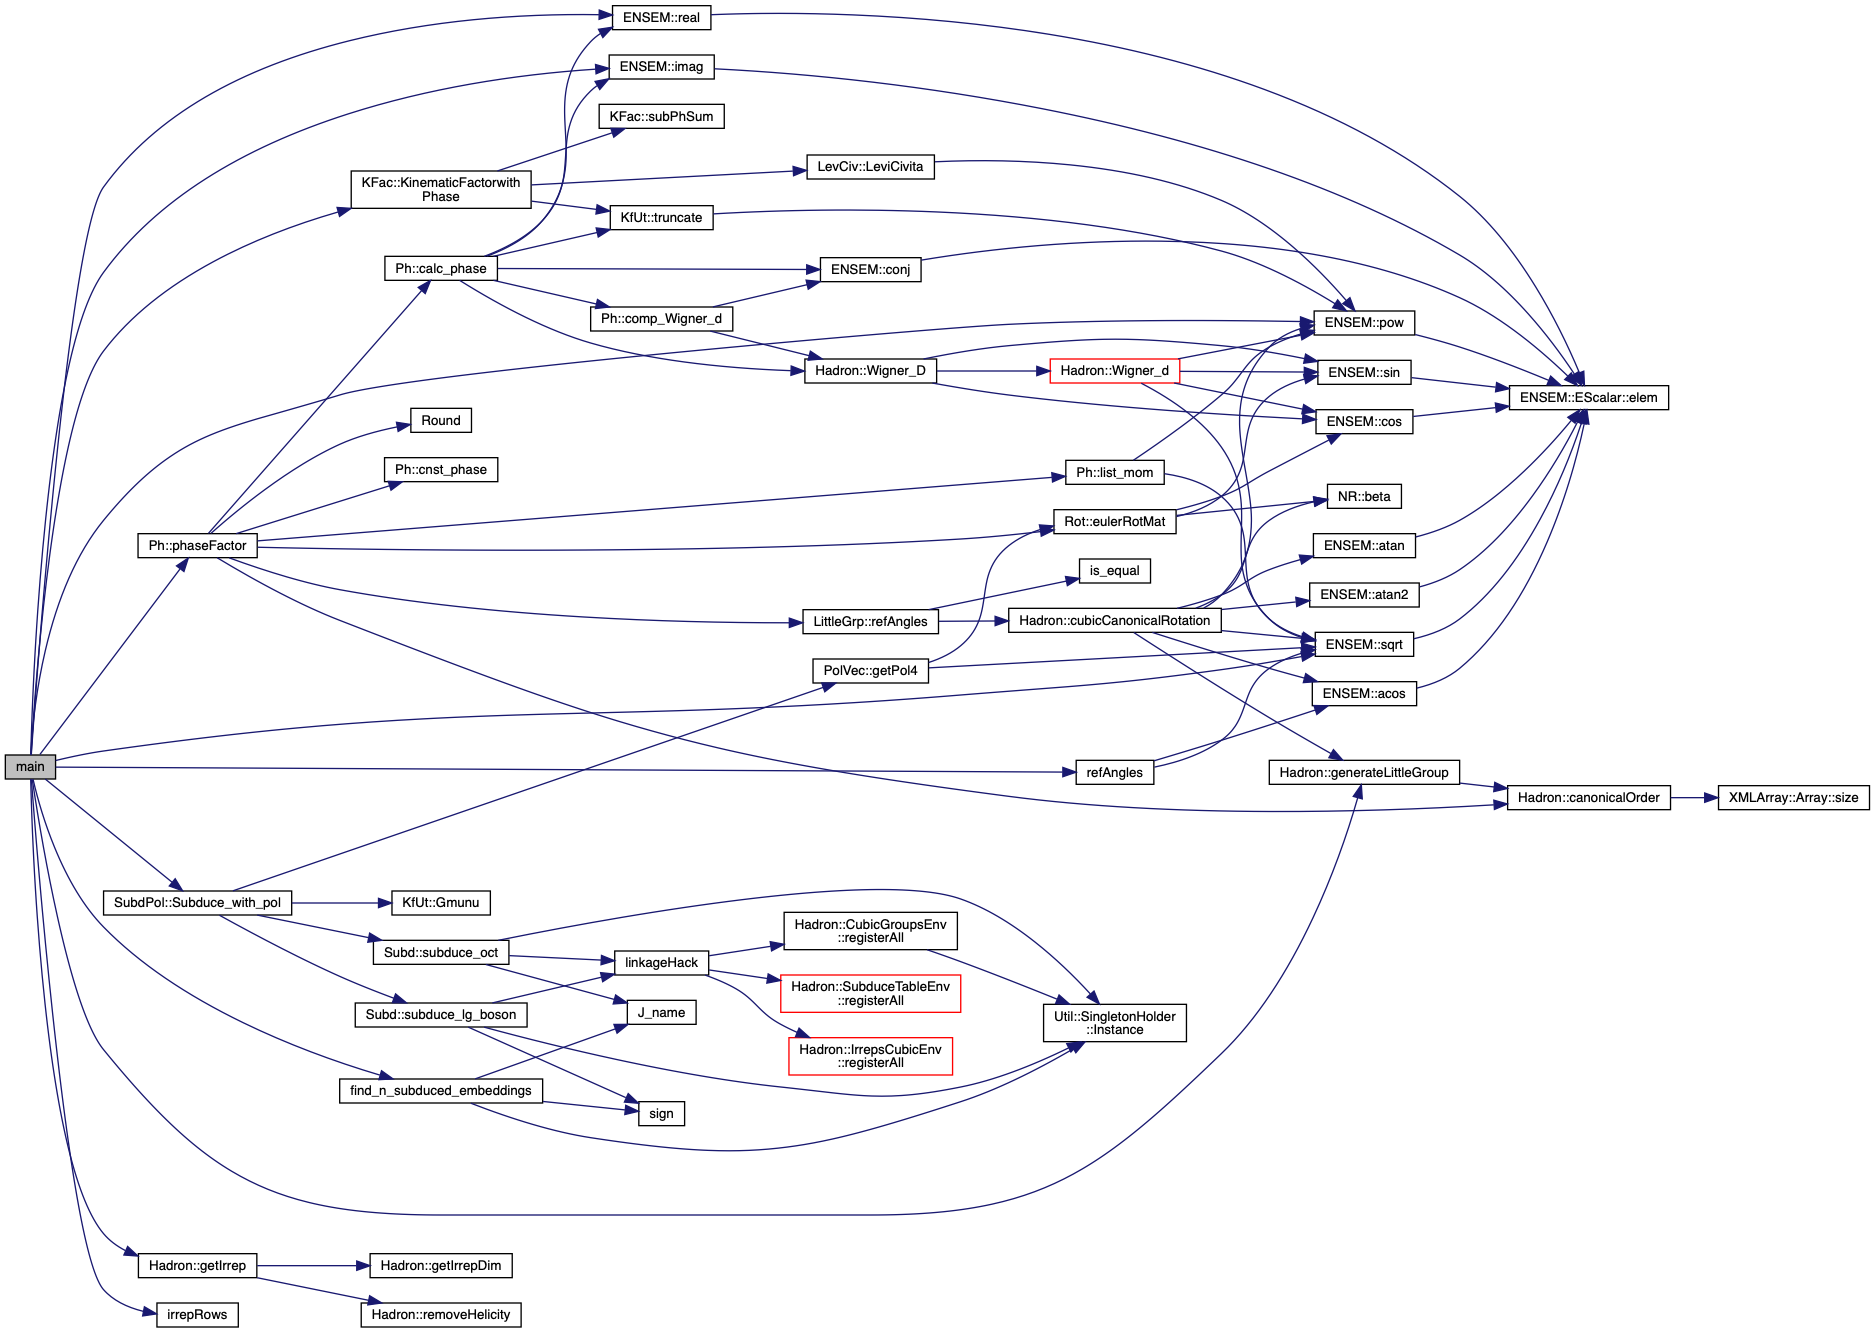 ENSEM::real
ENSEM::imag
KFac::subPhSum
LevCiv::LeviCivita
KFac::KinematicFactorwith
Phase
KfUt::truncate
Ph::calc_phase
ENSEM::conj
Ph::comp_Wigner_d
ENSEM::pow
Hadron::Wigner_D
Hadron::Wigner_d
ENSEM::sin
ENSEM::EScalar::elem
Round
ENSEM::cos
Ph::cnst_phase
Ph::list_mom
NR::beta
Rot::eulerRotMat
Ph::phaseFactor
ENSEM::atan
is_equal
ENSEM::atan2
LittleGrp::refAngles
Hadron::cubicCanonicalRotation
ENSEM::sqrt
PolVec::getPol4
ENSEM::acos
main
refAngles
Hadron::generateLittleGroup
Hadron::canonicalOrder
XMLArray::Array::size
SubdPol::Subduce_with_pol
KfUt::Gmunu
Hadron::CubicGroupsEnv
::registerAll
Subd::subduce_oct
linkageHack
Hadron::SubduceTableEnv
::registerAll
Subd::subduce_lg_boson
J_name
Util::SingletonHolder
::Instance
Hadron::IrrepsCubicEnv
::registerAll
find_n_subduced_embeddings
sign
Hadron::getIrrep
Hadron::getIrrepDim
irrepRows
Hadron::removeHelicity